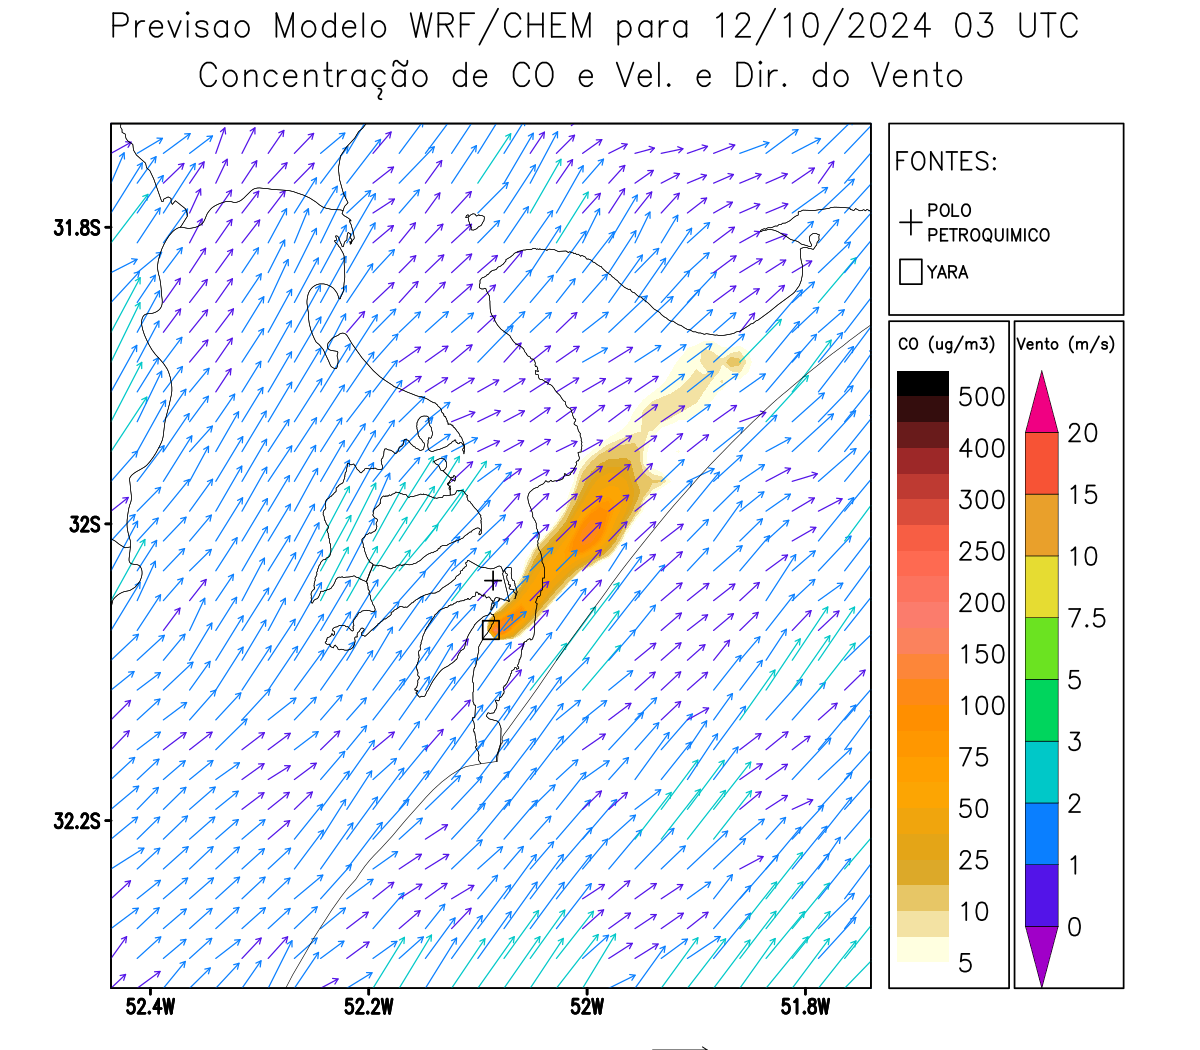 Previsao Modelo WRF/CHEM para 12/10/2024 03 UTC
Concentração de CO e Vel. e Dir. do Vento
FONTES:
POLO
PETROQUIMICO
YARA
CO (ug/m3)
500
400
300
250
200
150
100
75
50
25
10
5
Vento (m/s)
20
15
10
7.5
5
3
2
1
0
31.8S
32S
32.2S
52.4W
52.2W
52W
51.8W